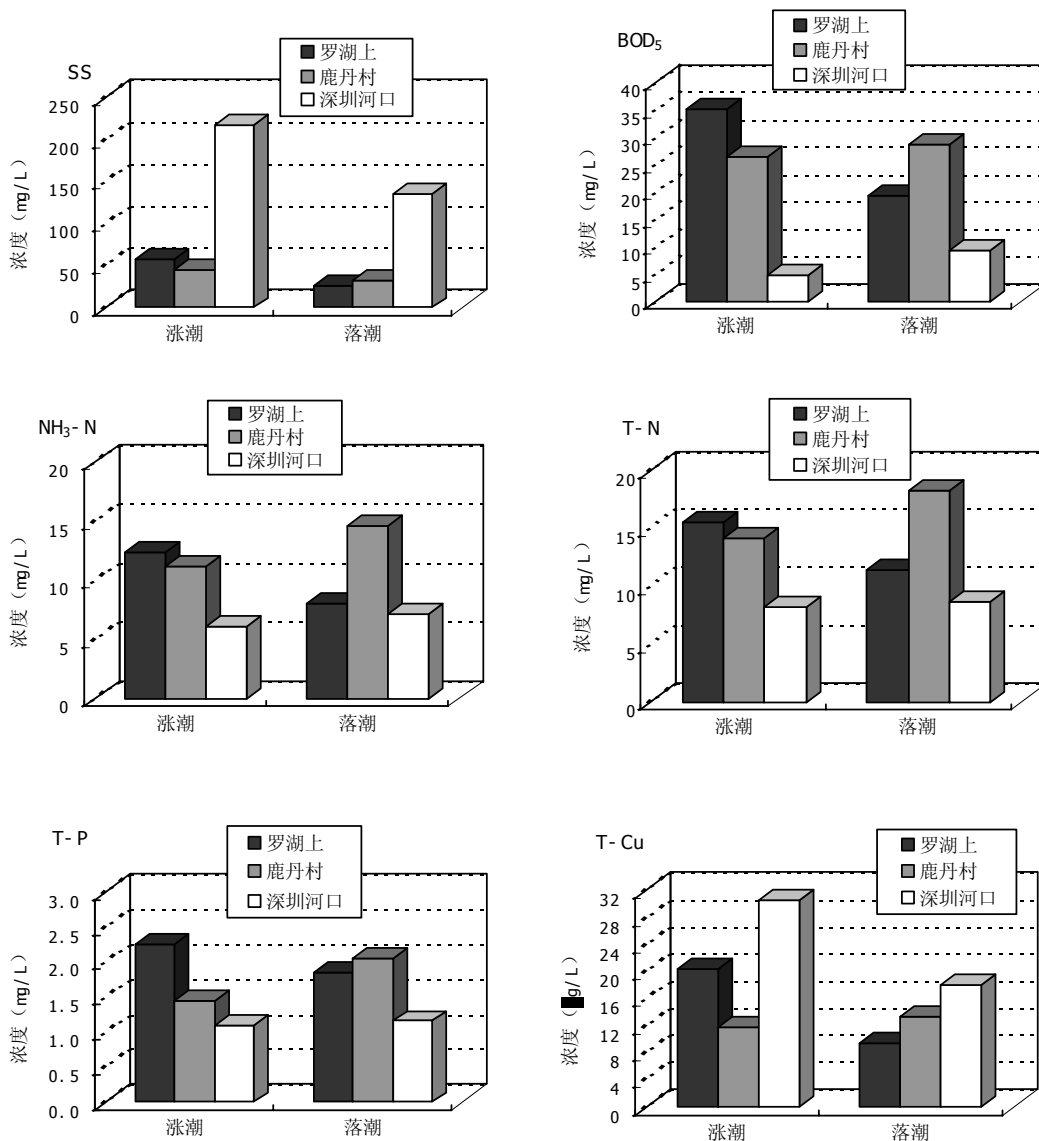 SS
罗湖上
鹿丹村
深圳河口
浓度（mg/L）
250
200
150
100
50
0
涨潮 落潮
BOD₅
罗湖上
鹿丹村
深圳河口
浓度（mg/L）
40
35
30
25
20
15
10
5
0
涨潮 落潮
NH₃-N
罗湖上
鹿丹村
深圳河口
浓度（mg/L）
20
15
10
5
0
涨潮 落潮
T-N
罗湖上
鹿丹村
深圳河口
浓度（mg/L）
20
15
10
5
0
涨潮 落潮
T-P
罗湖上
鹿丹村
深圳河口
浓度（mg/L）
3.0
2.5
2.0
1.5
1.0
0.5
0.0
涨潮 落潮
T-Cu
罗湖上
鹿丹村
深圳河口
浓度（ g/L）
32
28
24
20
16
12
8
4
0
涨潮 落潮